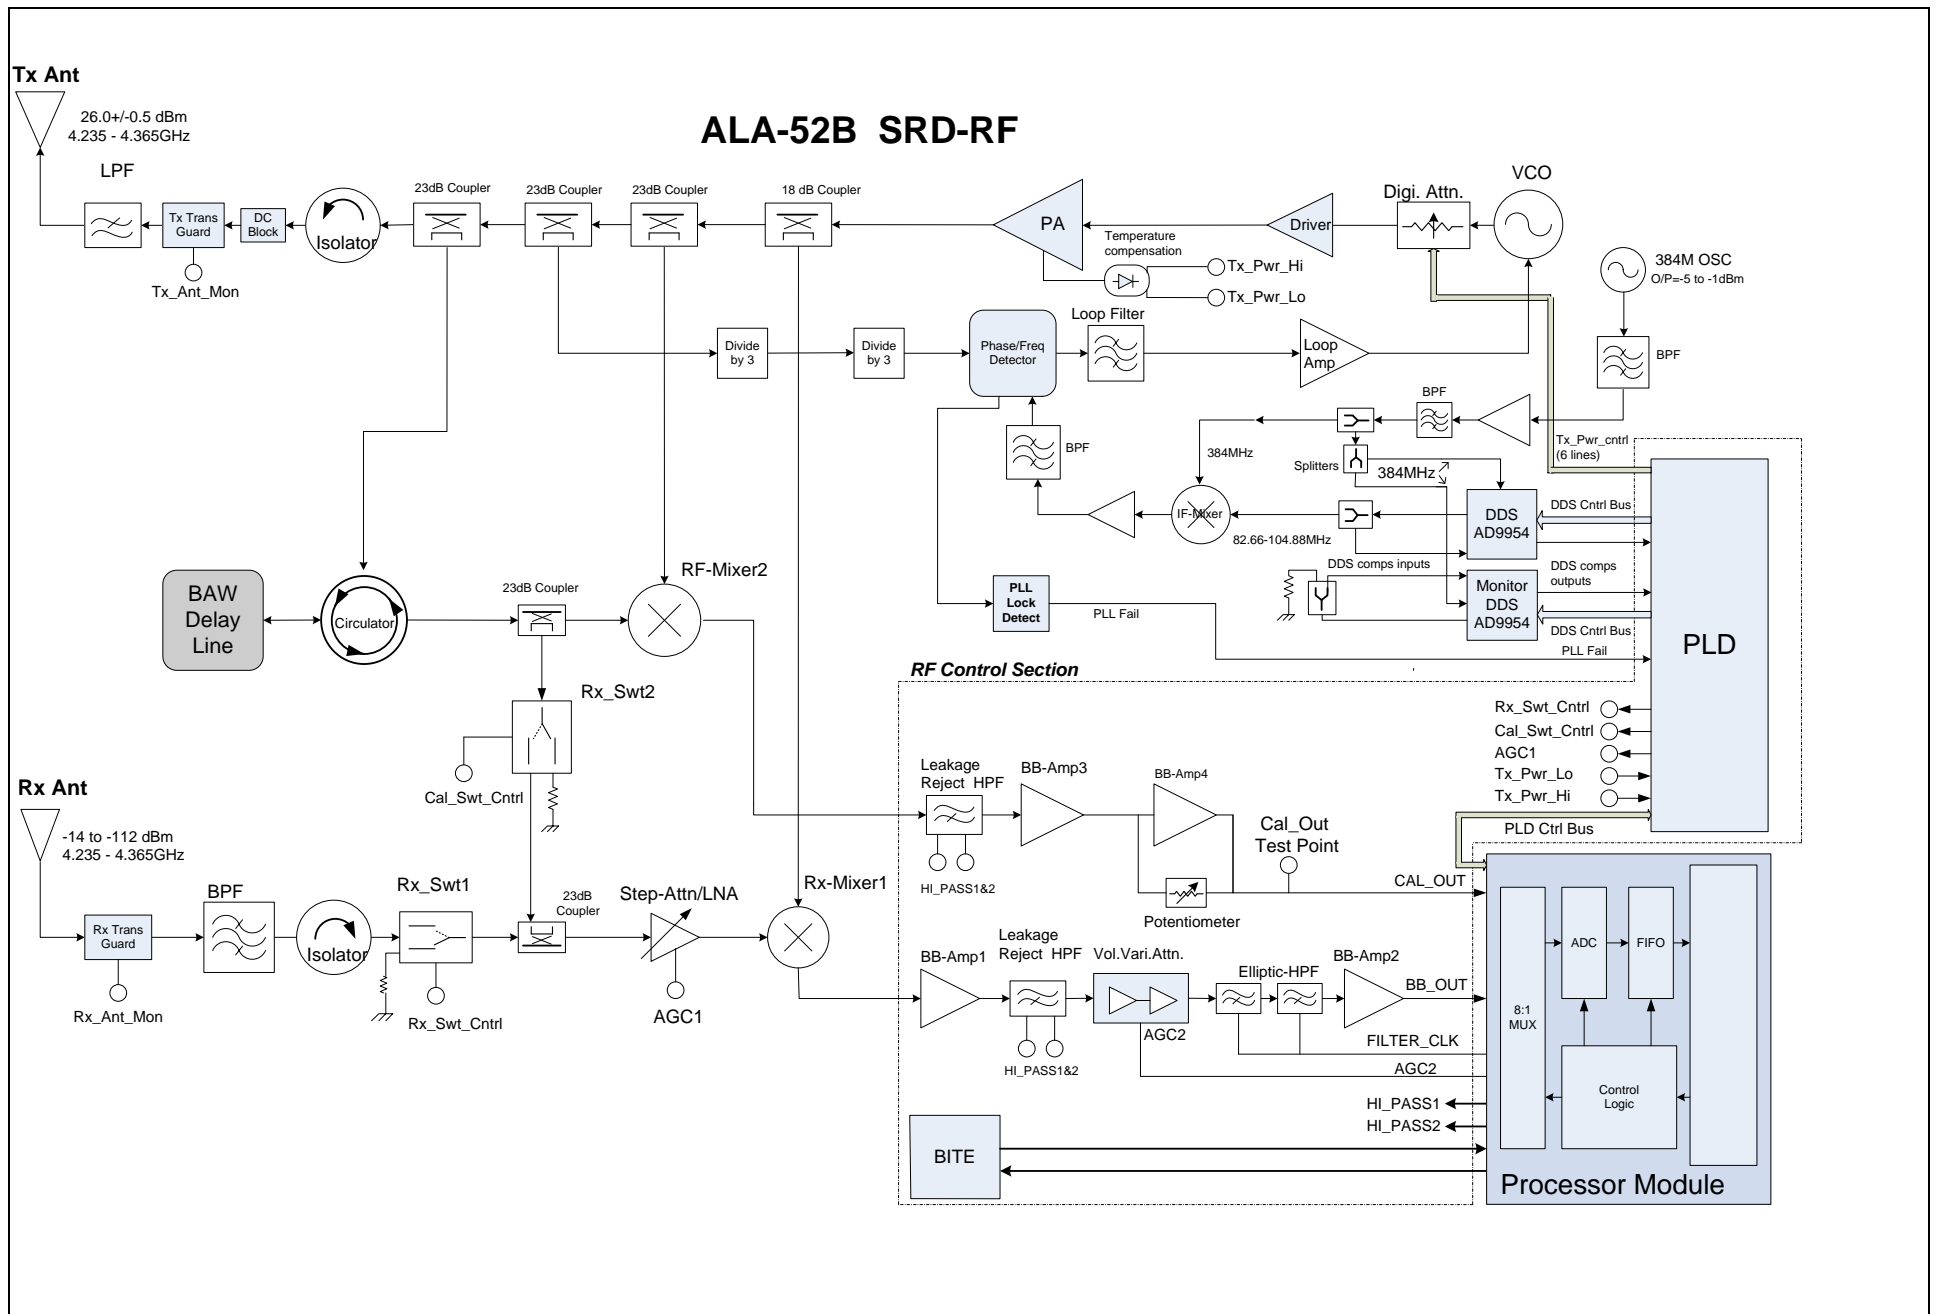 Tx Ant
26.0+/-0.5 dBm
4.235 - 4.365GHz
ALA-52B  SRD-RF
LPF
Tx Trans
Guard
Tx_Ant_Mon
DC
Block
Isolator
23dB Coupler
23dB Coupler
23dB Coupler
18 dB Coupler
PA
Temperature
compensation
Tx_Pwr_Hi
Tx_Pwr_Lo
Driver
Digi. Attn.
VCO
384M OSC
O/P=-5 to -1dBm
BPF
Divide
by 3
Divide
by 3
Phase/Freq
Detector
Loop Filter
Loop
Amp
BPF
BPF
384MHz
Splitters
384MHz
Tx_Pwr_cntrl
(6 lines)
IF-Mixer
82.66-104.88MHz
DDS
AD9954
DDS Cntrl Bus
DDS comps inputs
DDS comps
outputs
Monitor
DDS
AD9954
DDS Cntrl Bus
PLL
Lock
Detect
PLL Fail
PLL Fail
PLD
BAW
Delay
Line
Circulator
23dB Coupler
RF-Mixer2
Rx_Swt2
Cal_Swt_Cntrl
RF Control Section
Rx_Swt_Cntrl
Cal_Swt_Cntrl
AGC1
Tx_Pwr_Lo
Tx_Pwr_Hi
PLD Ctrl Bus
Rx Ant
-14 to -112 dBm
4.235 - 4.365GHz
Rx Trans
Guard
Rx_Ant_Mon
BPF
Isolator
Rx_Swt1
Rx_Swt_Cntrl
23dB
Coupler
Step-Attn/LNA
AGC1
Rx-Mixer1
Leakage
Reject  HPF
HI_PASS1&2
BB-Amp3
BB-Amp4
Potentiometer
Cal_Out
Test Point
CAL_OUT
BB-Amp1
Leakage
Reject  HPF
HI_PASS1&2
Vol.Vari.Attn.
AGC2
Elliptic-HPF
BB-Amp2
BB_OUT
FILTER_CLK
AGC2
HI_PASS1
HI_PASS2
BITE
8:1
MUX
ADC
FIFO
Control
Logic
Processor Module